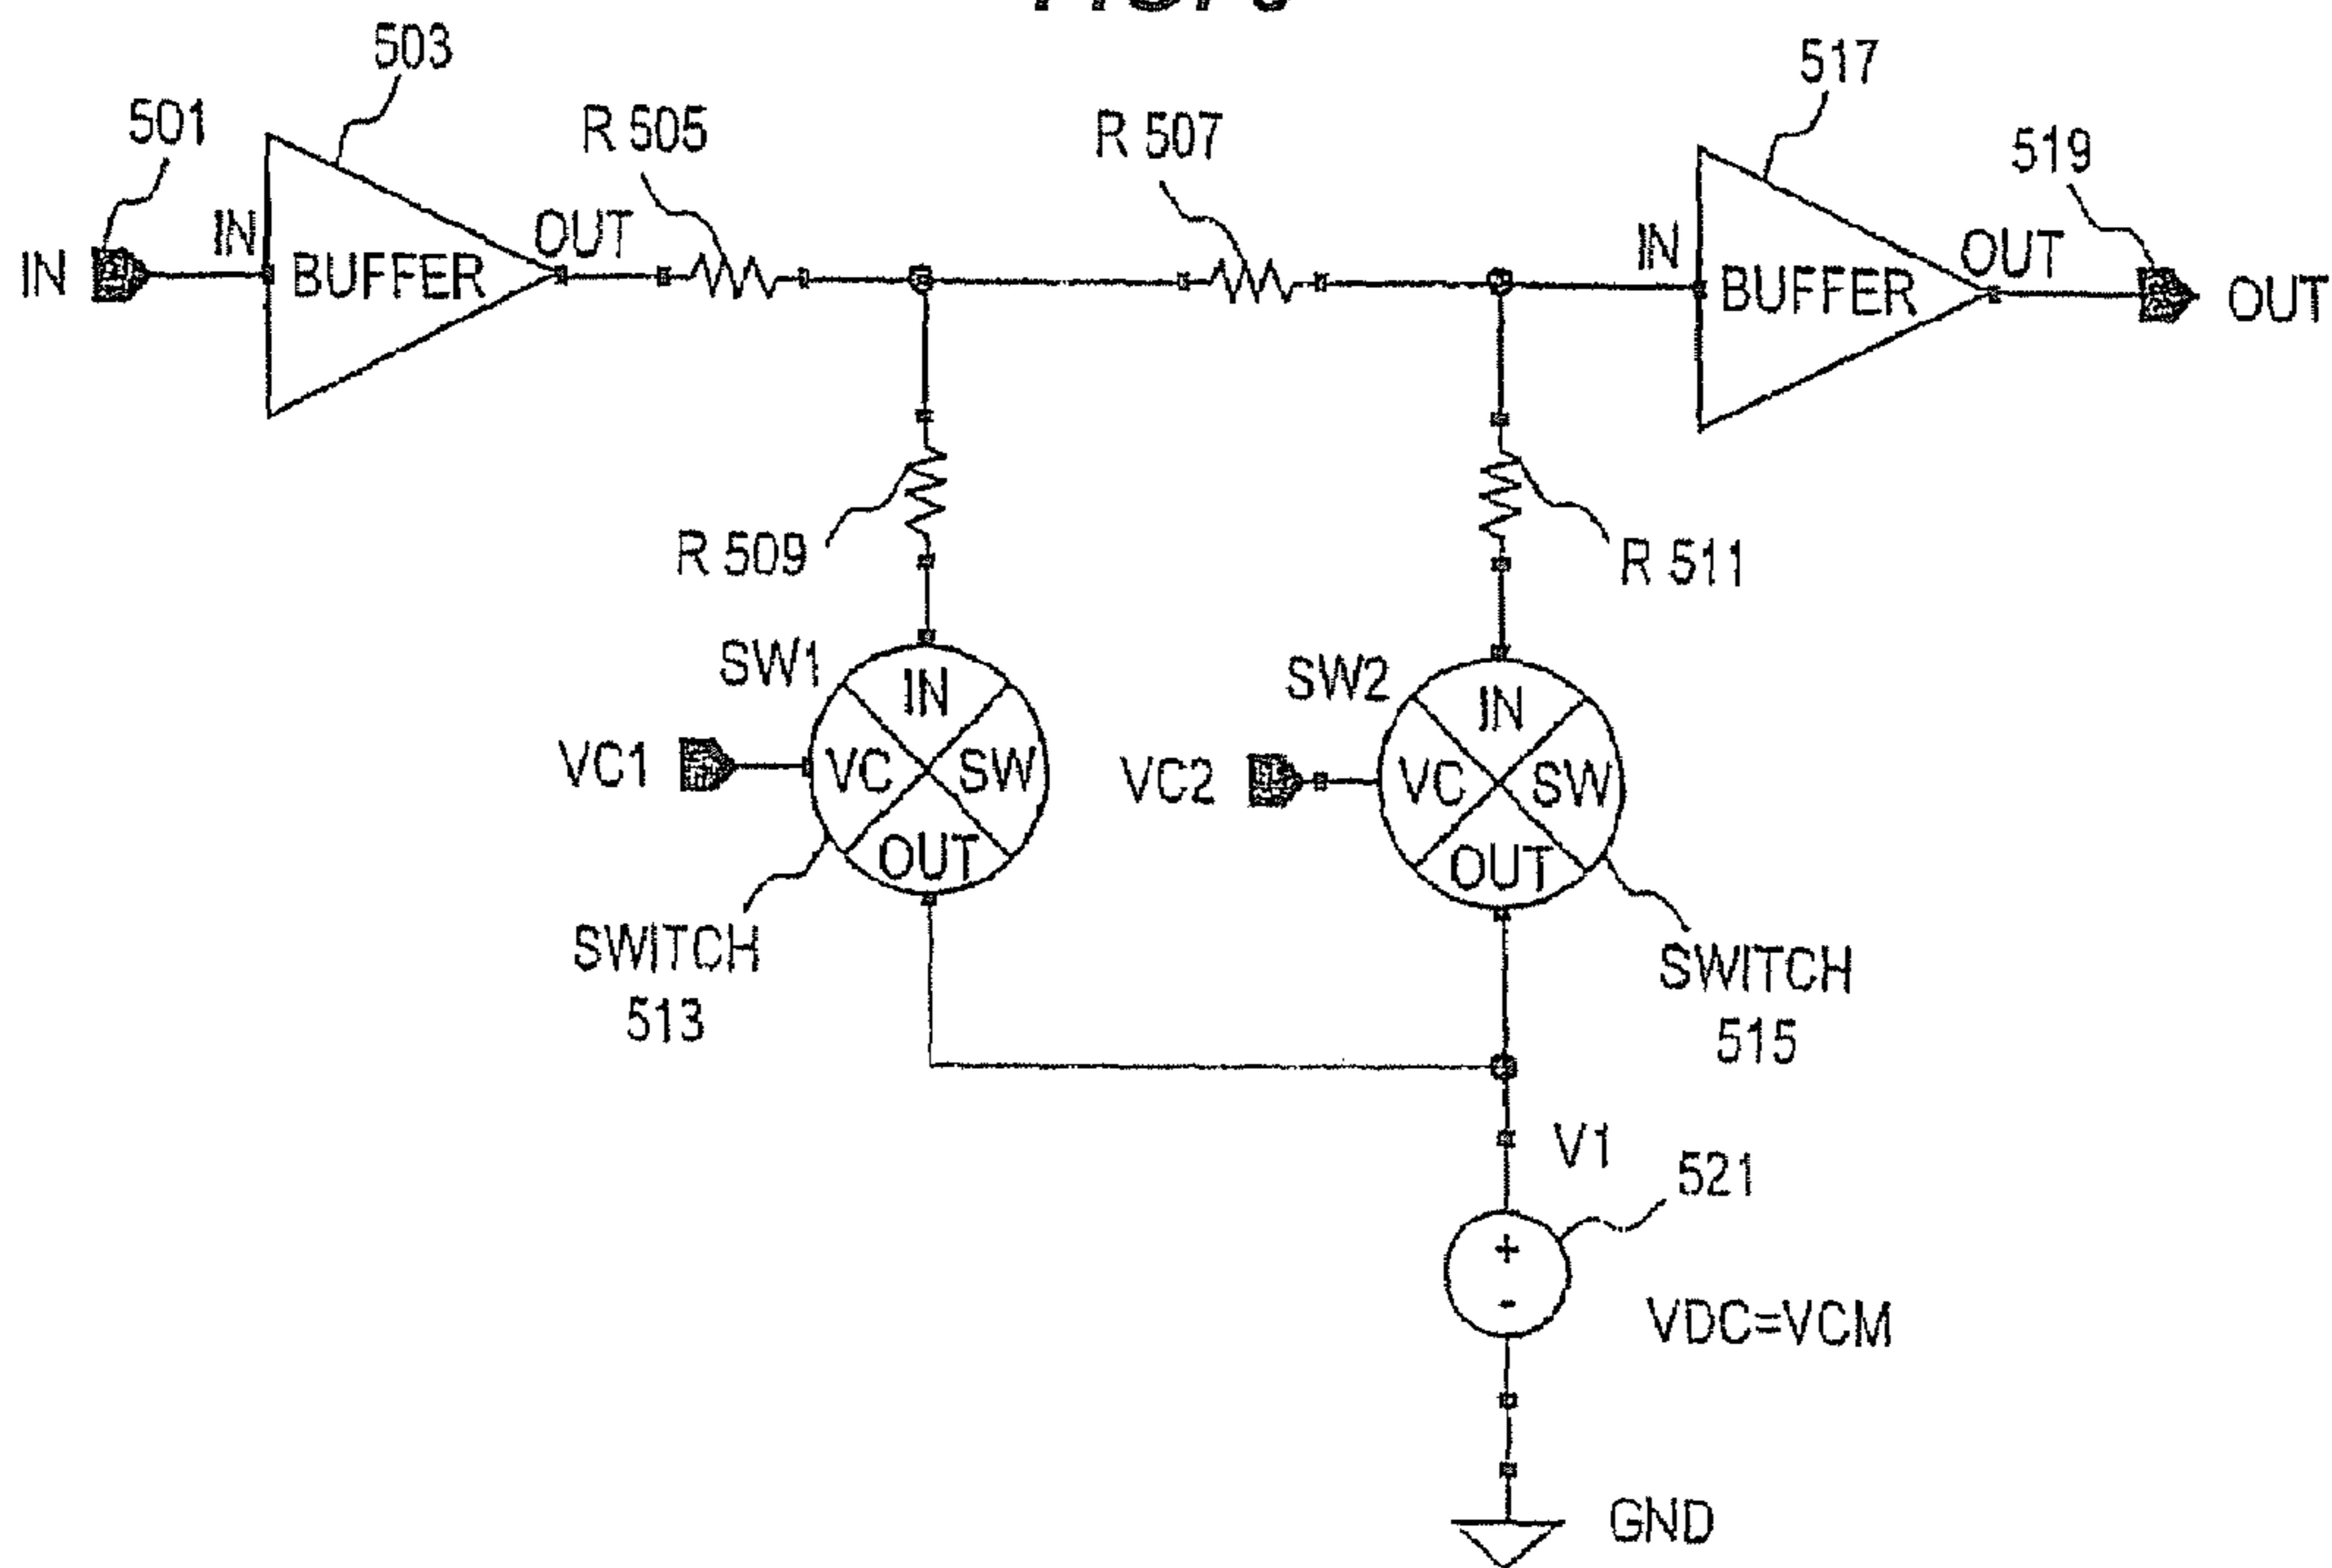 503
517
501
R 505
R 507
519
IN
IN
BUFFER
OUT
IN
BUFFER
OUT
OUT
R 509
R 511
SW1
IN
VC
SW
OUT
VC1
SW2
IN
VC
SW
OUT
VC2
SWITCH
513
SWITCH
515
V1
521
+
-
VDC=VCM
GND